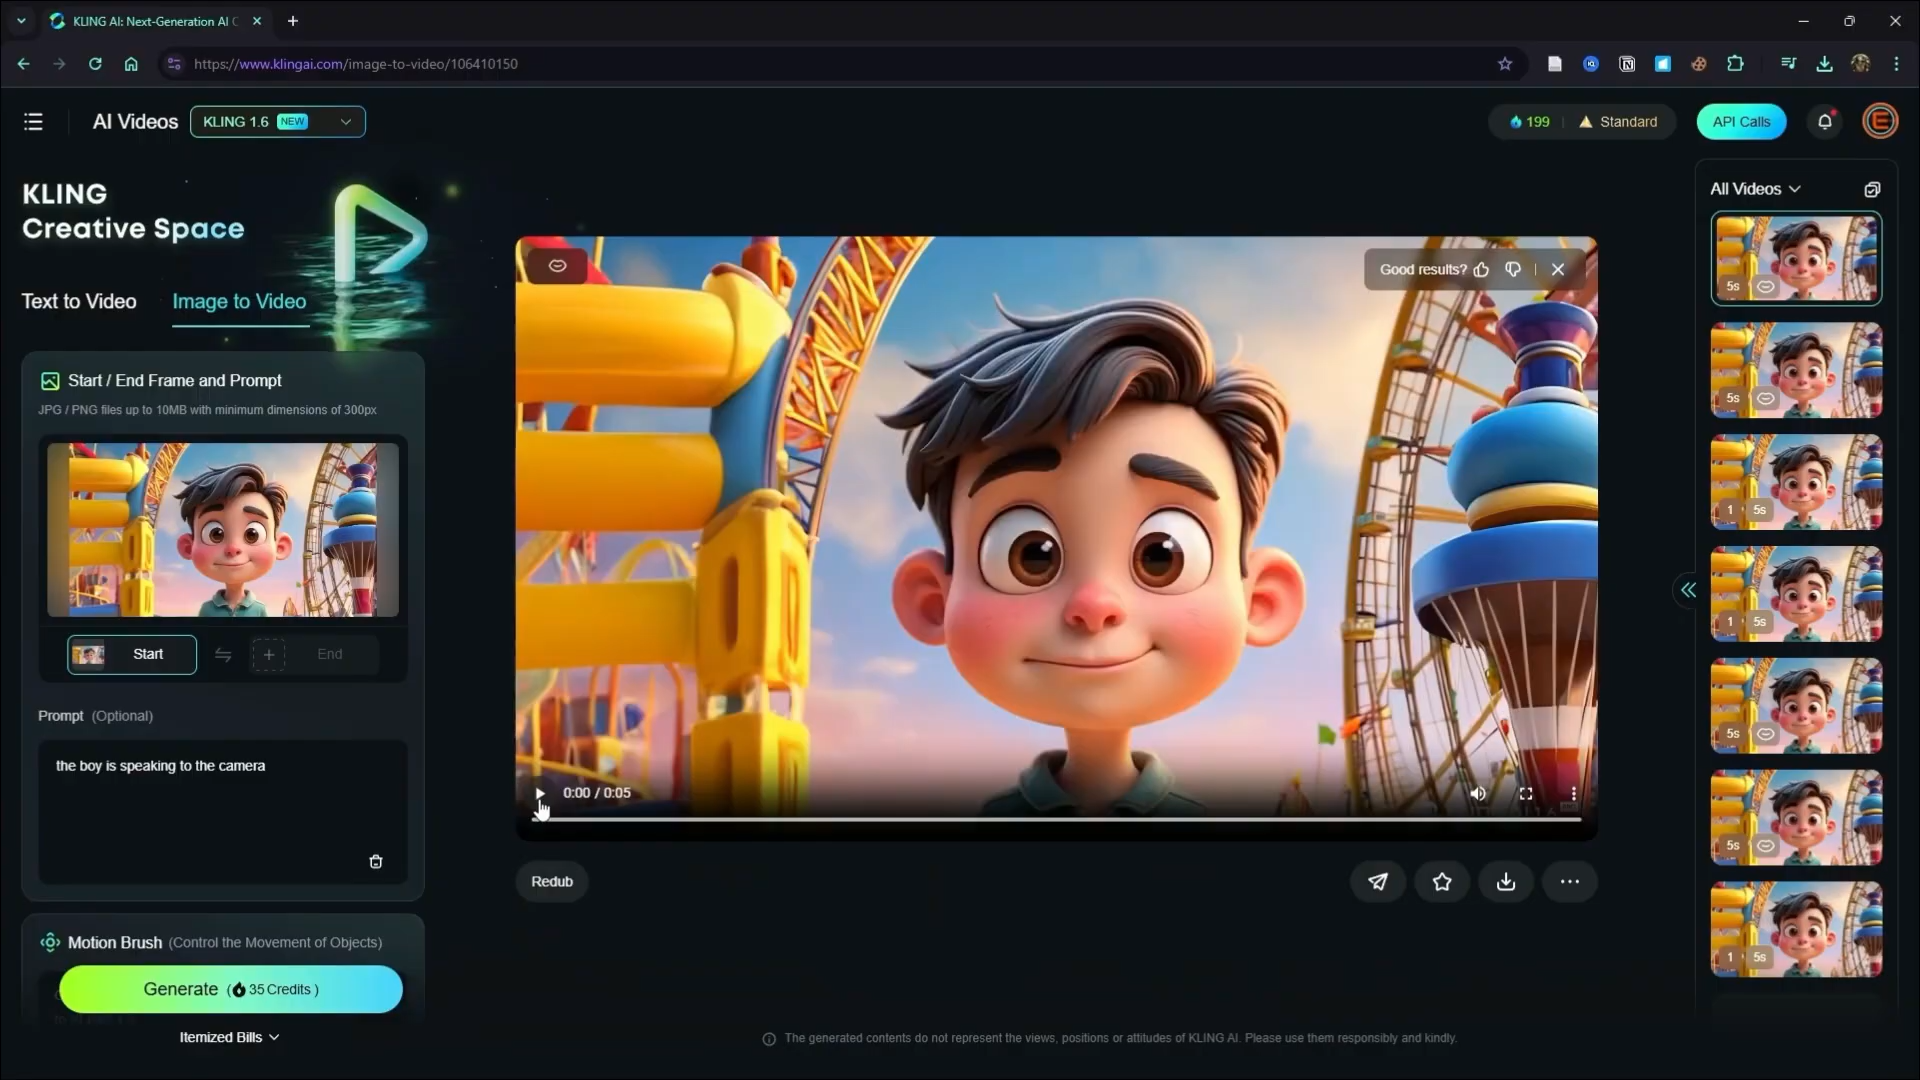 KLING AI: Next-Generation AI C
https://www.klingai.com/image-to-video/106410150
AI Videos
KLING 1.6 NEW
199
Standard
API Calls
KLING
Creative Space
Text to Video
Image to Video
Start / End Frame and Prompt
JPG / PNG files up to 10MB with minimum dimensions of 300px
Start
End
Prompt (Optional)
the boy is speaking to the camera
Motion Brush (Control the Movement of Objects)
Generate ( 35 Credits )
Itemized Bills
Good results?
0:00 / 0:05
Redub
The generated contents do not represent the views, positions or attitudes of KLING AI. Please use them responsibly and kindly.
All Videos
5s
5s
1 5s
1 5s
5s
5s
1 5s